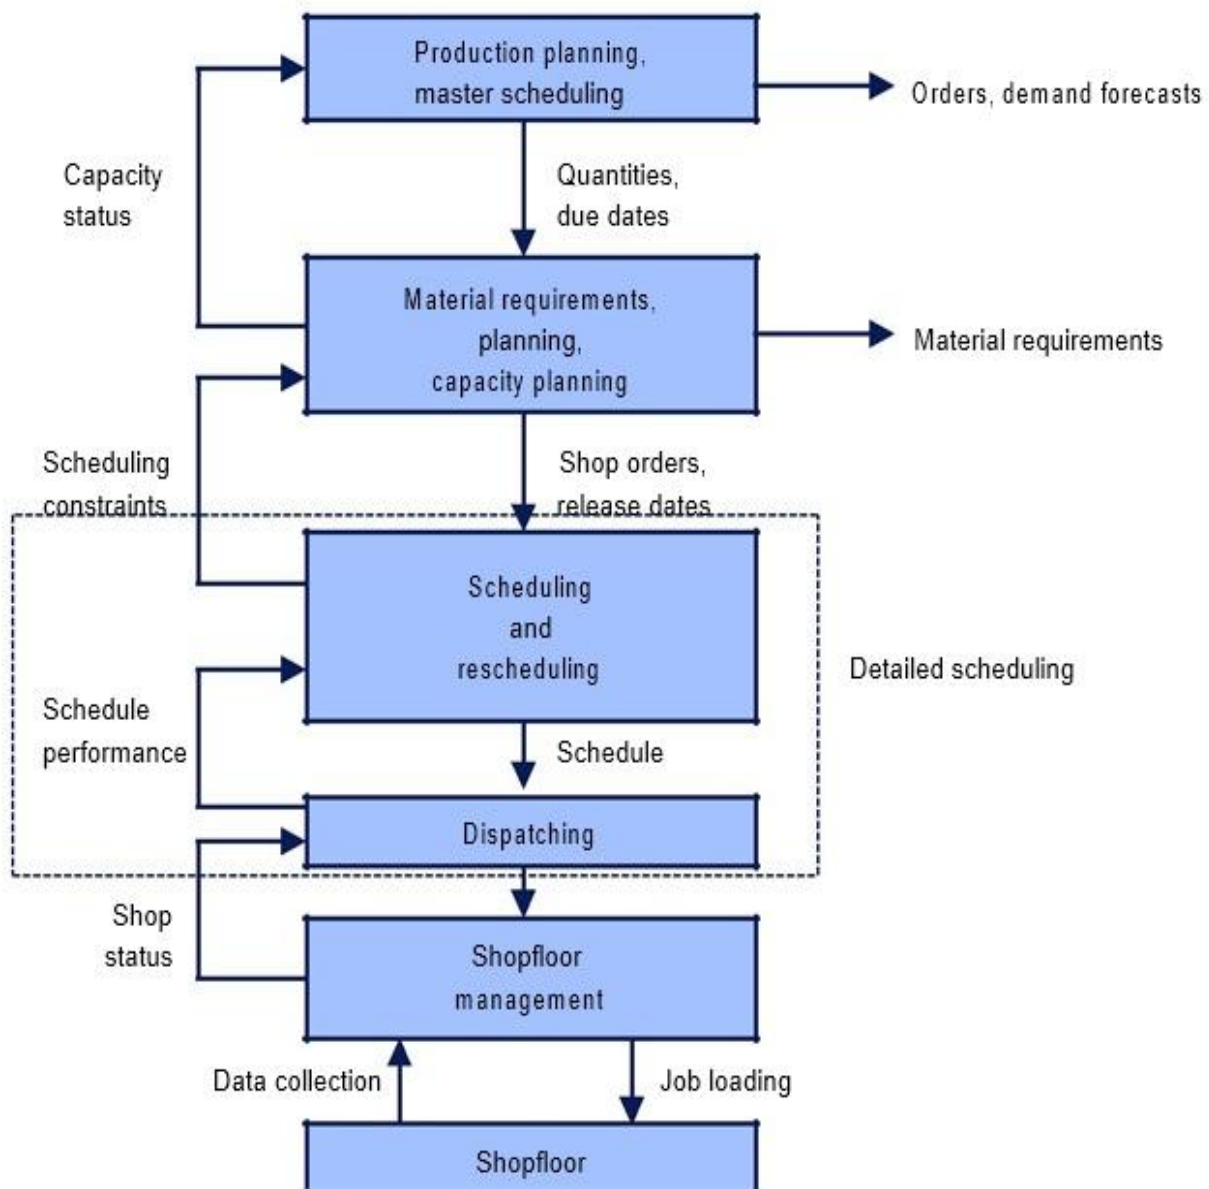 Production planning,
master scheduling
Orders, demand forecasts
Capacity
status
Quantities,
due dates
Material requirements,
planning,
capacity planning
Material requirements
Scheduling
constraints
Shop orders,
release dates
Scheduling
and
rescheduling
Detailed scheduling
Schedule
performance
Schedule
Dispatching
Shop
status
Shopfloor
management
Data collection
Job loading
Shopfloor